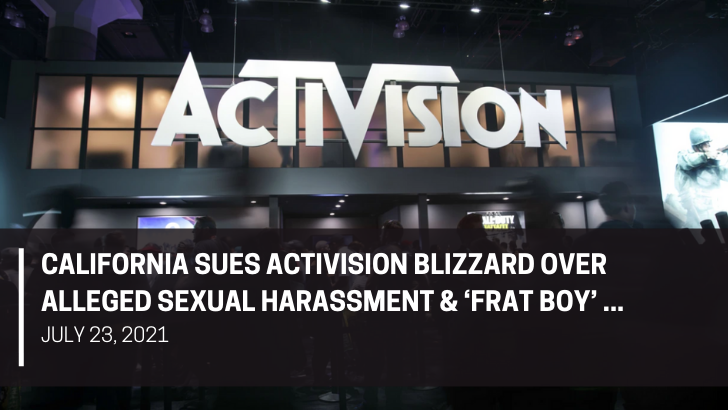 ACTIVISION
CALIFORNIA SUES ACTIVISION BLIZZARD OVER
ALLEGED SEXUAL HARASSMENT & ‘FRAT BOY’ ...
JULY 23, 2021